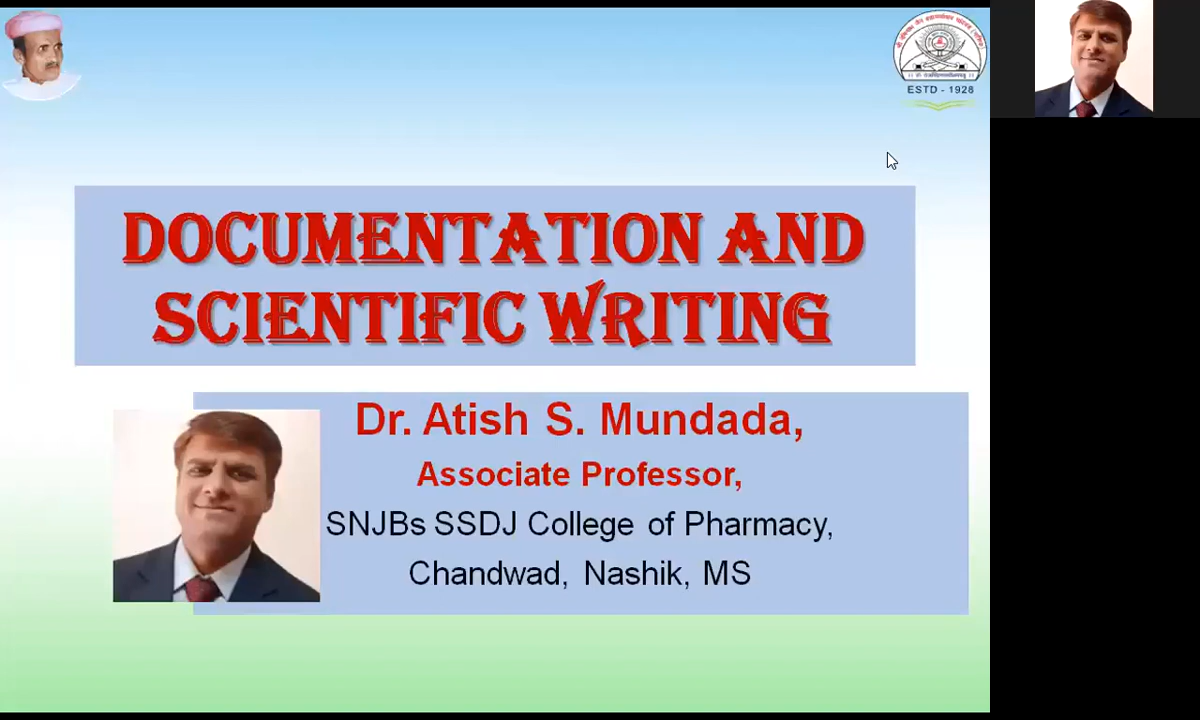 ESTD - 1928
DOCUMENTATION AND
SCIENTIFIC WRITING
Dr. Atish S. Mundada,
Associate Professor,
SNJBs SSDJ College of Pharmacy,
Chandwad, Nashik, MS